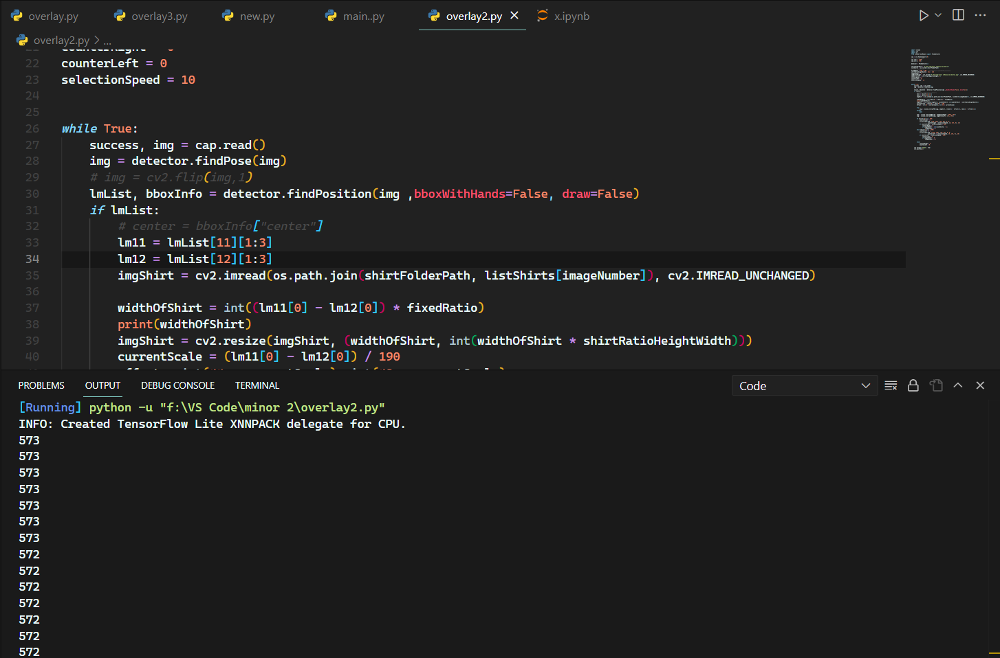 overlay.py overlay3.py new.py main..py overlay2.py x.ipynb
overlay2.py > ...
22 counterLeft = 0
23 selectionSpeed = 10
24
25
26 while True:
27 success, img = cap.read()
28 img = detector.findPose(img)
29 # img = cv2.flip(img,1)
30 lmList, bboxInfo = detector.findPosition(img ,bboxWithHands=False, draw=False)
31 if lmList:
32 # center = bboxInfo["center"]
33 lm11 = lmList[11][1:3]
34 lm12 = lmList[12][1:3]
35 imgShirt = cv2.imread(os.path.join(shirtFolderPath, listShirts[imageNumber]), cv2.IMREAD_UNCHANGED)
36
37 widthOfShirt = int((lm11[0] - lm12[0]) * fixedRatio)
38 print(widthOfShirt)
39 imgShirt = cv2.resize(imgShirt, (widthOfShirt, int(widthOfShirt * shirtRatioHeightWidth)))
40 currentScale = (lm11[0] - lm12[0]) / 190
PROBLEMS OUTPUT DEBUG CONSOLE TERMINAL Code
[Running] python -u "f:\VS Code\minor 2\overlay2.py"
INFO: Created TensorFlow Lite XNNPACK delegate for CPU.
573
573
573
573
573
573
573
572
572
572
572
572
572
572